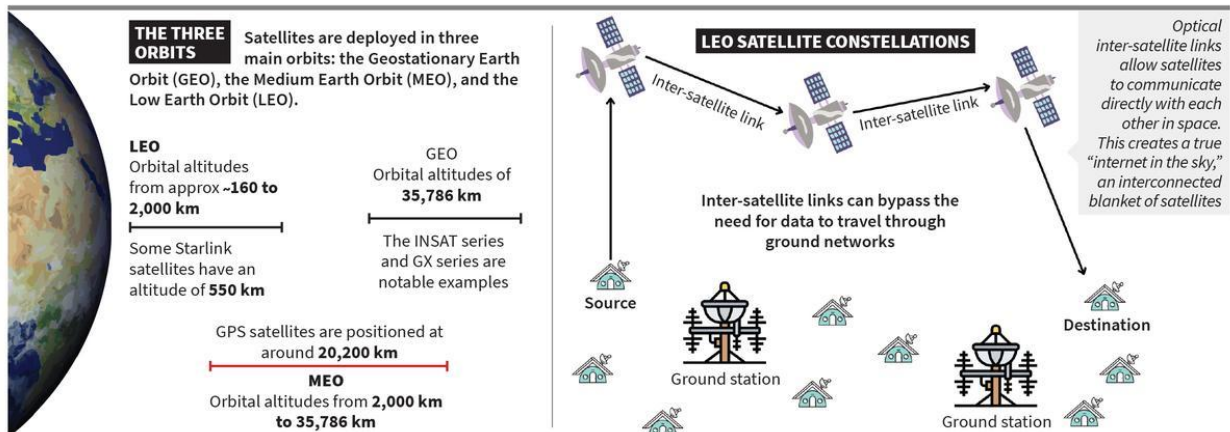 THE THREE
ORBITS
Satellites are deployed in three
main orbits: the Geostationary Earth
Orbit (GEO), the Medium Earth Orbit (MEO), and the
Low Earth Orbit (LEO).
LEO
Orbital altitudes
from approx ~160 to
2,000 km
Some Starlink
satellites have an
altitude of 550 km
GEO
Orbital altitudes of
35,786 km
The INSAT series
and GX series are
notable examples
GPS satellites are positioned at
around 20,200 km
MEO
Orbital altitudes from 2,000 km
to 35,786 km
LEO SATELLITE CONSTELLATIONS
Inter-satellite link
Inter-satellite link
Optical
inter-satellite links
allow satellites
to communicate
directly with each
other in space.
This creates a true
“internet in the sky,”
an interconnected
blanket of satellites
Inter-satellite links can bypass the
need for data to travel through
ground networks
Source
Destination
Ground station
Ground station